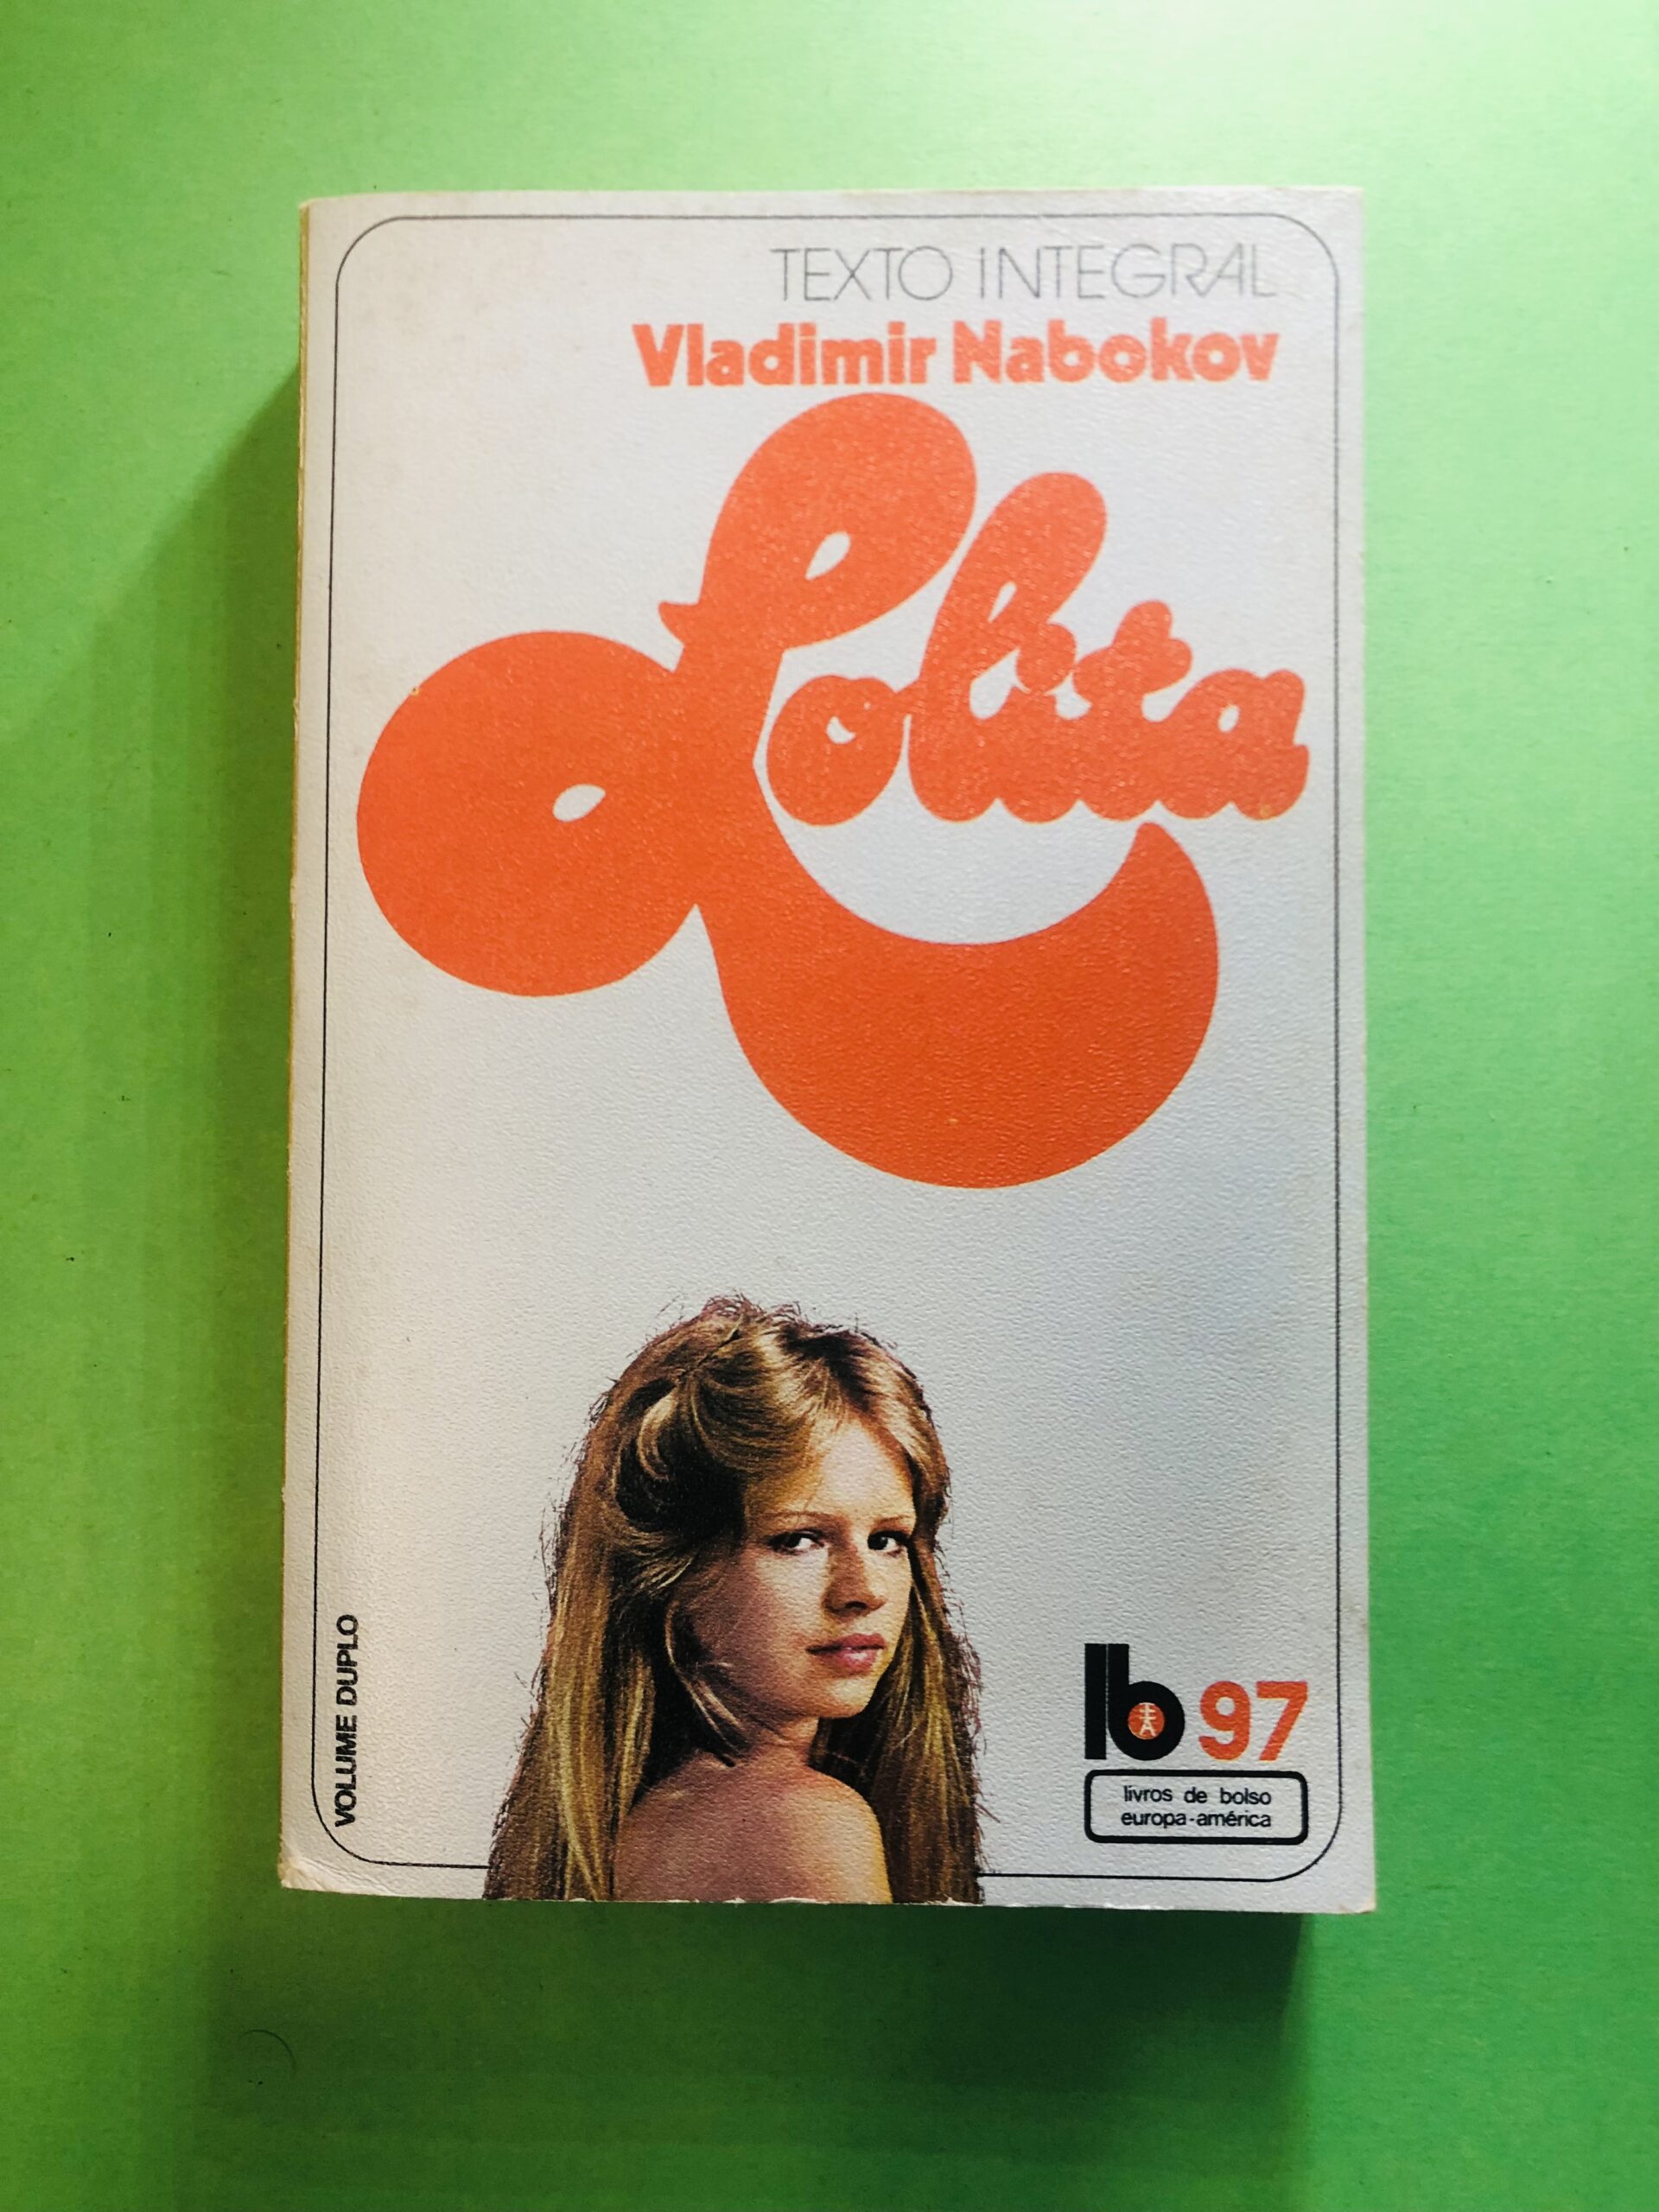 TEXTO INTEGRAL
Vladimir Nabokov
Lolita
VOLUME DUPLO
lb 97
livros de bolso
europa-américa